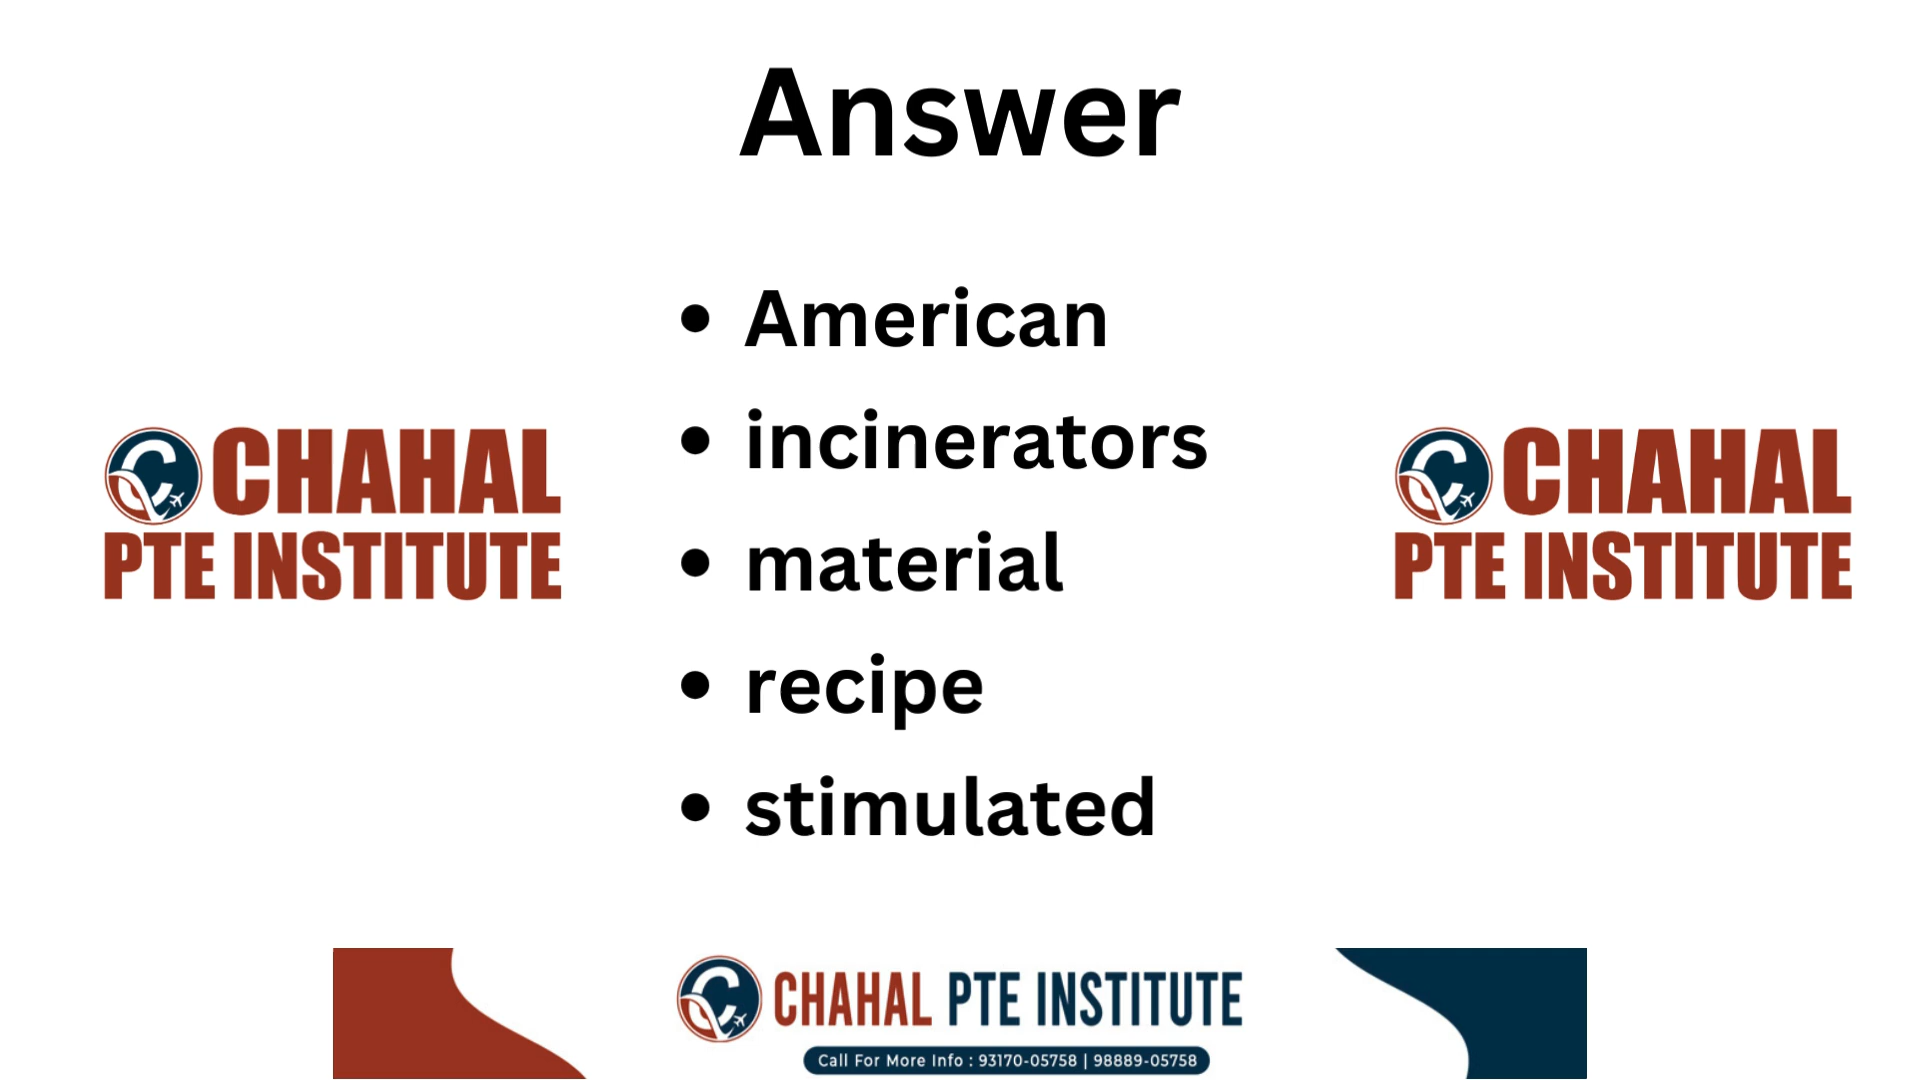 Answer
• American
• incinerators
• material
• recipe
• stimulated
CHAHAL
PTE INSTITUTE
CHAHAL
PTE INSTITUTE
CHAHAL PTE INSTITUTE
Call For More Info : 93170-05758 | 98889-05758